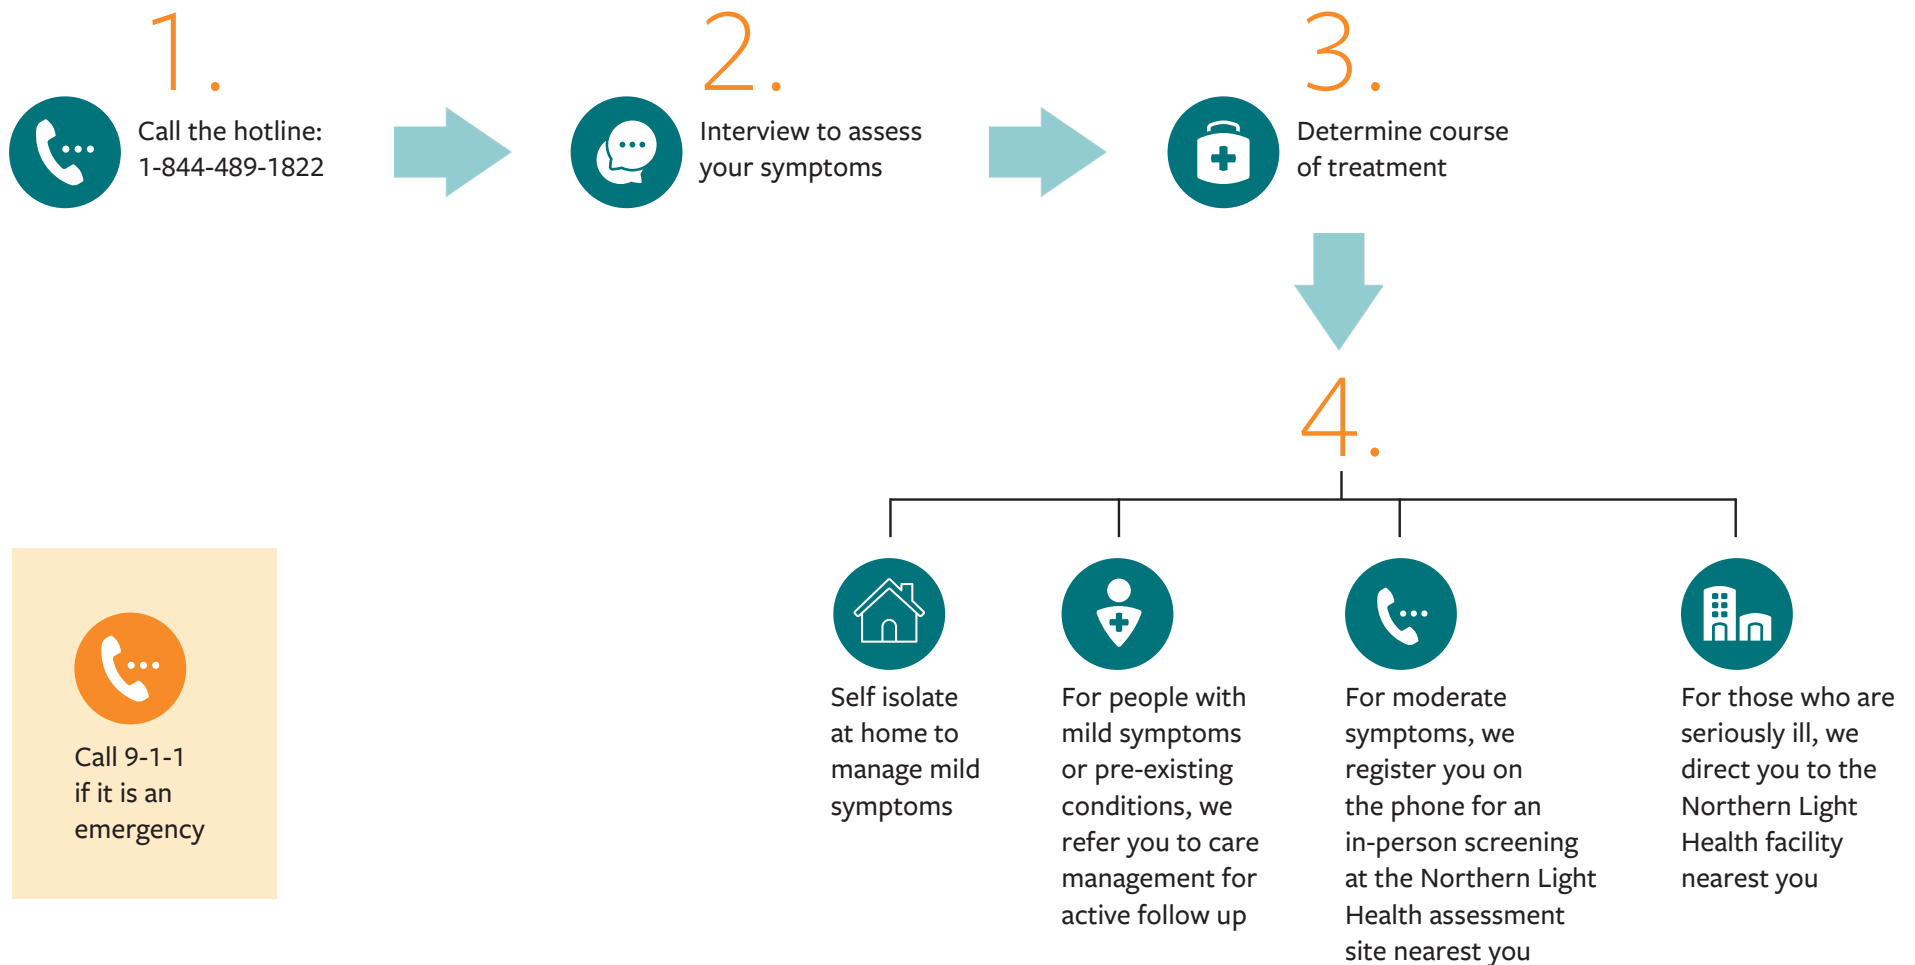 1.
Call the hotline:
1-844-489-1822
2.
Interview to assess
your symptoms
3.
Determine course
of treatment
4.
Self isolate
at home to
manage mild
symptoms
For people with
mild symptoms
or pre-existing
conditions, we
refer you to care
management for
active follow up
For moderate
symptoms, we
register you on
the phone for an
in-person screening
at the Northern Light
Health assessment
site nearest you
For those who are
seriously ill, we
direct you to the
Northern Light
Health facility
nearest you
Call 9-1-1
if it is an
emergency